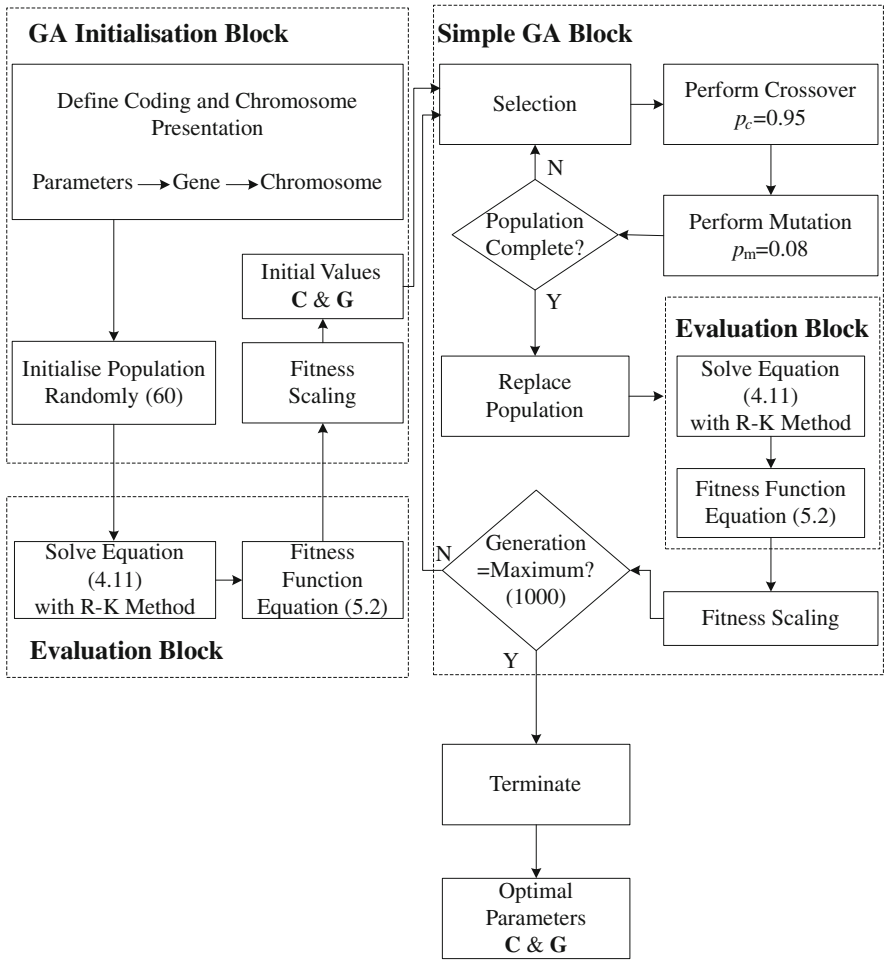 GA Initialisation Block
Define Coding and Chromosome
Presentation
Parameters
Gene
Chromosome
Initial Values
C & G
Initialise Population
Randomly (60)
Fitness
Scaling
Solve Equation
(4.11)
with R-K Method
Fitness
Function
Equation (5.2)
Evaluation Block
Simple GA Block
Selection
Perform Crossover
pc=0.95
N
Population
Complete?
Perform Mutation
pm=0.08
Y
Replace
Population
Evaluation Block
Solve Equation
(4.11)
with R-K Method
Fitness Function
Equation (5.2)
N
Generation
=Maximum?
(1000)
Fitness Scaling
Y
Terminate
Optimal
Parameters
C & G